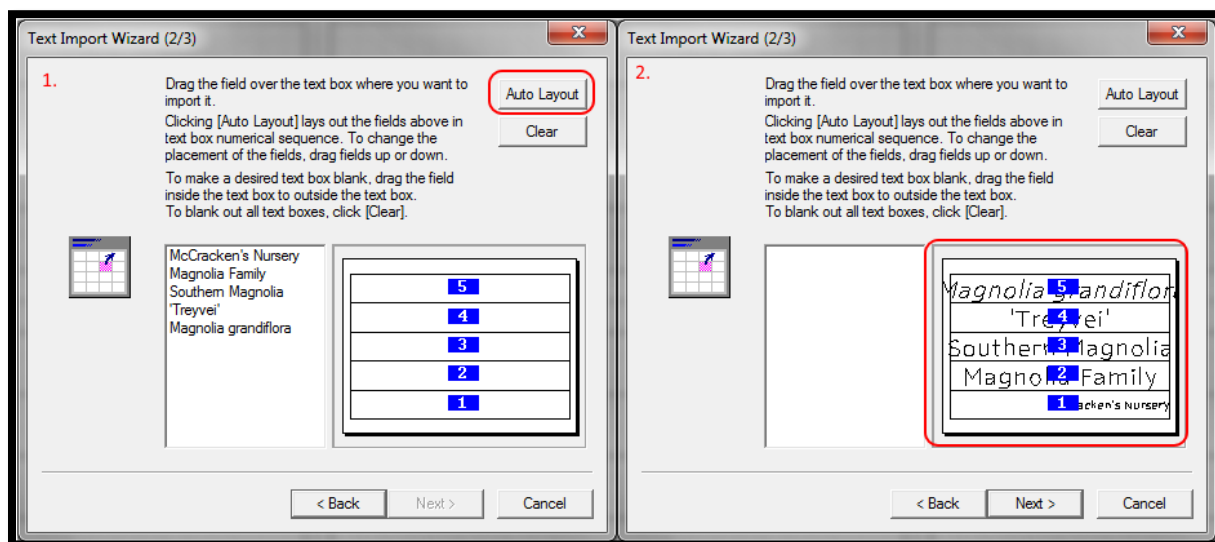 Text Import Wizard (2/3)
1.
Drag the field over the text box where you want to
import it.
Clicking [Auto Layout] lays out the fields above in
text box numerical sequence. To change the
placement of the fields, drag fields up or down.
To make a desired text box blank, drag the field
inside the text box to outside the text box.
To blank out all text boxes, click [Clear].
Auto Layout
Clear
McCracken's Nursery
Magnolia Family
Southern Magnolia
'Treyvei'
Magnolia grandiflora
5
4
3
2
1
< Back
Next >
Cancel
Text Import Wizard (2/3)
2.
Drag the field over the text box where you want to
import it.
Clicking [Auto Layout] lays out the fields above in
text box numerical sequence. To change the
placement of the fields, drag fields up or down.
To make a desired text box blank, drag the field
inside the text box to outside the text box.
To blank out all text boxes, click [Clear].
Auto Layout
Clear
Magnolia 5 grandiflora
'Tre 4 vei'
Souther 3 Magnolia
Magno 2 Family
1 acken's Nursery
< Back
Next >
Cancel